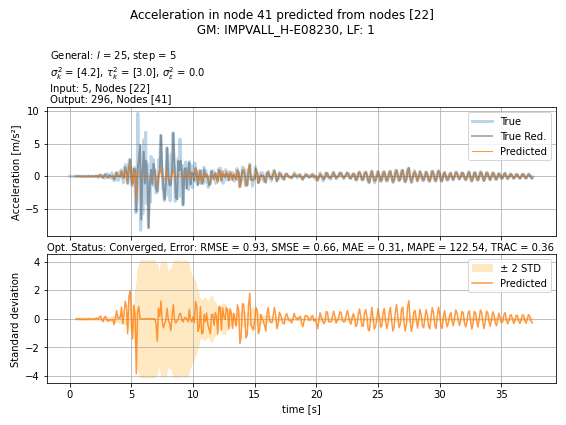 Acceleration in node 41 predicted from nodes [22]
GM: IMPVALL_H-E08230, LF: 1
General: l = 25, step = 5
σ²ₖ = [4.2], τ²ₖ = [3.0], σ²ε = 0.0
Input: 5, Nodes [22]
Output: 296, Nodes [41]
10
5
0
−5
Acceleration [m/s²]
True
True Red.
Predicted
Opt. Status: Converged, Error: RMSE = 0.93, SMSE = 0.66, MAE = 0.31, MAPE = 122.54, TRAC = 0.36
4
2
0
−2
−4
Standard deviation
± 2 STD
Predicted
0 5 10 15 20 25 30 35
time [s]